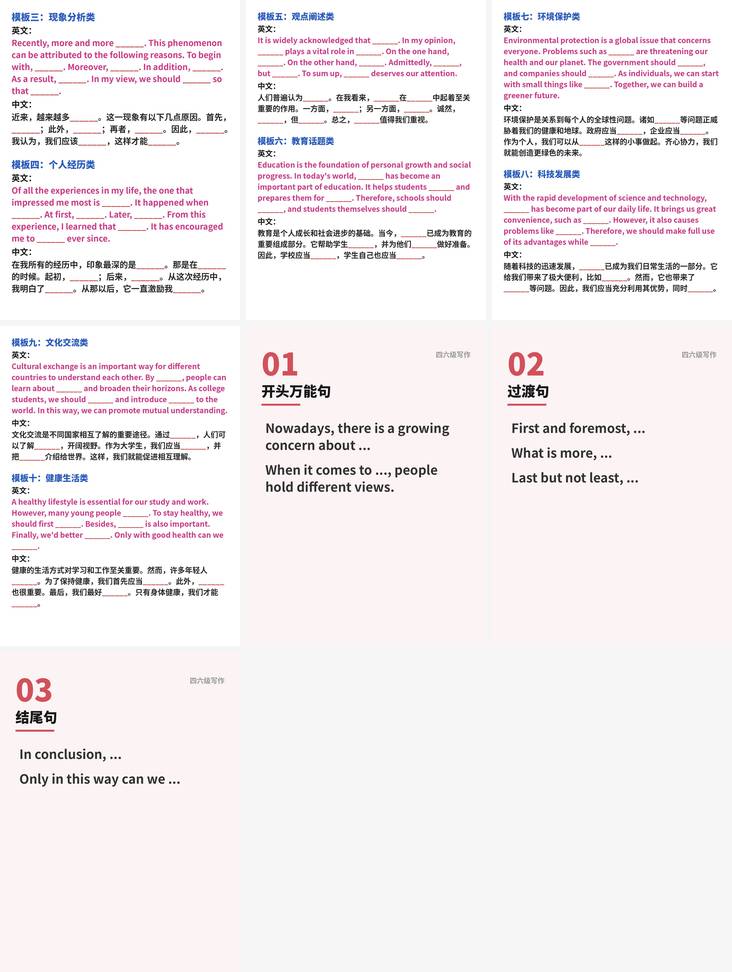 模板三：现象分析类
英文：
Recently, more and more ______. This phenomenon
can be attributed to the following reasons. To begin
with, ______. Moreover, ______. In addition, ______.
As a result, ______. In my view, we should ______ so
that ______.
中文：
近来，越来越多______。这一现象有以下几点原因。首先，
______；此外，______；再者，______。因此，______。
我认为，我们应该______，这样才能______。
模板四：个人经历类
英文：
Of all the experiences in my life, the one that
impressed me most is ______. It happened when
______. At first, ______. Later, ______. From this
experience, I learned that ______. It has encouraged
me to ______ ever since.
中文：
在我所有的经历中，印象最深的是______。那是在______
的时候。起初，______；后来，______。从这次经历中，
我明白了______。从那以后，它一直激励我______。
模板五：观点阐述类
英文：
It is widely acknowledged that ______. In my opinion,
______ plays a vital role in ______. On the one hand,
______. On the other hand, ______. Admittedly, ______,
but ______. To sum up, ______ deserves our attention.
中文：
人们普遍认为______。在我看来，______在______中起着至关
重要的作用。一方面，______；另一方面，______。诚然，
______，但______。总之，______值得我们重视。
模板六：教育话题类
英文：
Education is the foundation of personal growth and social
progress. In today's world, ______ has become an
important part of education. It helps students ______ and
prepares them for ______. Therefore, schools should
______, and students themselves should ______.
中文：
教育是个人成长和社会进步的基础。当今，______已成为教育的
重要组成部分。它帮助学生______，并为他们______做好准备。
因此，学校应当______，学生自己也应当______。
模板七：环境保护类
英文：
Environmental protection is a global issue that concerns
everyone. Problems such as ______ are threatening our
health and our planet. The government should ______,
and companies should ______. As individuals, we can start
with small things like ______. Together, we can build a
greener future.
中文：
环境保护是关系到每个人的全球性问题。诸如______等问题正威
胁着我们的健康和地球。政府应当______，企业应当______。
作为个人，我们可以从______这样的小事做起。齐心协力，我们
就能创造更绿色的未来。
模板八：科技发展类
英文：
With the rapid development of science and technology,
______ has become part of our daily life. It brings us great
convenience, such as ______. However, it also causes
problems like ______. Therefore, we should make full use
of its advantages while ______.
中文：
随着科技的迅速发展，______已成为我们日常生活的一部分。它
给我们带来了极大便利，比如______。然而，它也带来了
______等问题。因此，我们应当充分利用其优势，同时______。
模板九：文化交流类
英文：
Cultural exchange is an important way for different
countries to understand each other. By ______, people can
learn about ______ and broaden their horizons. As college
students, we should ______ and introduce ______ to the
world. In this way, we can promote mutual understanding.
中文：
文化交流是不同国家相互了解的重要途径。通过______，人们可
以了解______，开阔视野。作为大学生，我们应当______，并
把______介绍给世界。这样，我们就能促进相互理解。
模板十：健康生活类
英文：
A healthy lifestyle is essential for our study and work.
However, many young people ______. To stay healthy, we
should first ______. Besides, ______ is also important.
Finally, we'd better ______. Only with good health can we
______.
中文：
健康的生活方式对学习和工作至关重要。然而，许多年轻人
______。为了保持健康，我们首先应当______。此外，______
也很重要。最后，我们最好______。只有身体健康，我们才能
______。
01
四六级写作
开头万能句
Nowadays, there is a growing
concern about ...
When it comes to ..., people
hold different views.
02
四六级写作
过渡句
First and foremost, ...
What is more, ...
Last but not least, ...
03
四六级写作
结尾句
In conclusion, ...
Only in this way can we ...